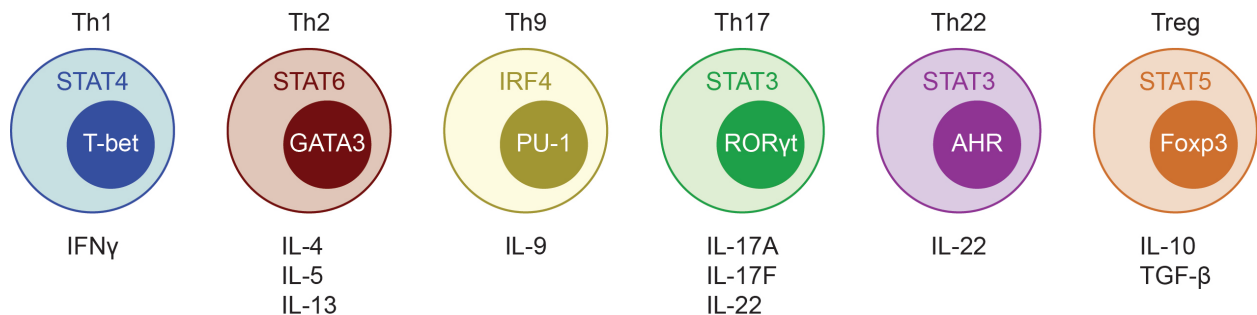 Th1 Th2 Th9 Th17 Th22 Treg
STAT4 STAT6 IRF4 STAT3 STAT3 STAT5
T-bet GATA3 PU-1 RORγt AHR Foxp3
IFNγ IL-4 IL-9 IL-17A IL-22 IL-10
IL-5 IL-17F TGF-β
IL-13 IL-22